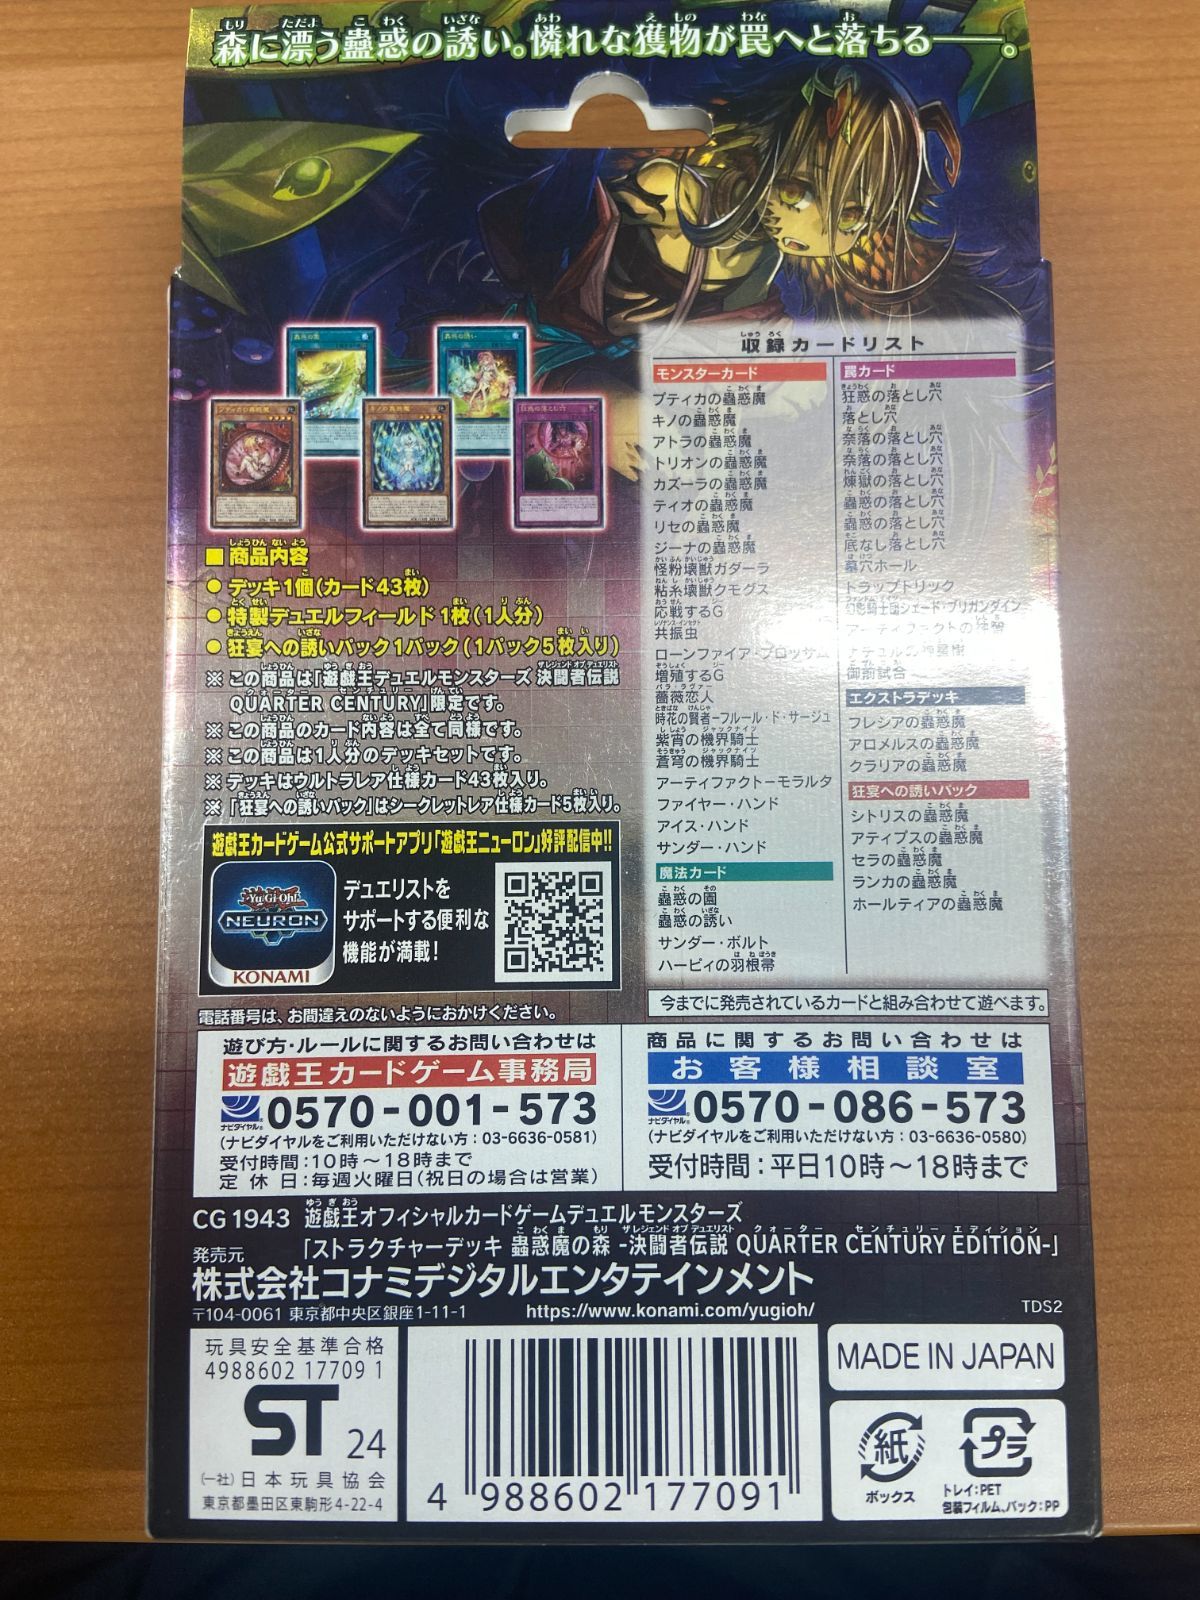 森に漂う蟲惑の誘い。憐れな獲物が罠へと落ちる——。
収録カードリスト
モンスターカード
プティカの蟲惑魔
キノの蟲惑魔
アトラの蟲惑魔
トリオンの蟲惑魔
カズーラの蟲惑魔
ティオの蟲惑魔
リセの蟲惑魔
ジーナの蟲惑魔
怪粉壊獣ガダーラ
粘糸壊獣クモグス
応戦するG
共振虫
ローンファイア・ブロッサム
増殖するG
薔薇恋人
時花の賢者-フルール・ド・サージュ
紫宵の機界騎士
蒼穹の機界騎士
アーティファクト-モラルタ
ファイヤー・ハンド
アイス・ハンド
サンダー・ハンド
魔法カード
蟲惑の園
蟲惑の誘い
サンダー・ボルト
ハーピィの羽根帚
罠カード
狂惑の落とし穴
落とし穴
奈落の落とし穴
奈落の落とし穴
煉獄の落とし穴
蟲惑の落とし穴
蟲惑の落とし穴
底なし落とし穴
墓穴ホール
トラップトリック
幻影騎士団シェード・ブリガンダイン
アーティファクトの
ナチュルの神星樹
御前試合
エクストラデッキ
フレシアの蟲惑魔
アロメルスの蟲惑魔
クラリアの蟲惑魔
狂宴への誘いパック
シトリスの蟲惑魔
アティプスの蟲惑魔
セラの蟲惑魔
ランカの蟲惑魔
ホールティアの蟲惑魔
■商品内容
●デッキ1個(カード43枚)
●特製デュエルフィールド1枚(1人分)
●狂宴への誘いパック1パック(1パック5枚入り)
※この商品は「遊戯王デュエルモンスターズ 決闘者伝説
QUARTER CENTURY」限定です。
※この商品のカード内容は全て同様です。
※この商品は1人分のデッキセットです。
※デッキはウルトラレア仕様カード43枚入り。
※「狂宴への誘いパック」はシークレットレア仕様カード5枚入り。
遊戯王カードゲーム公式サポートアプリ「遊戯王ニューロン」好評配信中!!
Yu-Gi-Oh!
NEURON
KONAMI
デュエリストを
サポートする便利な
機能が満載!
今までに発売されているカードと組み合わせて遊べます。
電話番号は、お間違えのないようにおかけください。
遊び方・ルールに関するお問い合わせは
遊戯王カードゲーム事務局
ナビダイヤル 0570-001-573
(ナビダイヤルをご利用いただけない方:03-6636-0581)
受付時間:10時~18時まで
定休日:毎週火曜日(祝日の場合は営業)
商品に関するお問い合わせは
お客様相談室
ナビダイヤル 0570-086-573
(ナビダイヤルをご利用いただけない方:03-6636-0580)
受付時間:平日10時~18時まで
CG1943 遊戯王オフィシャルカードゲームデュエルモンスターズ
「ストラクチャーデッキ 蟲惑魔の森 -決闘者伝説 QUARTER CENTURY EDITION-」
発売元
株式会社コナミデジタルエンタテインメント
〒104-0061 東京都中央区銀座1-11-1 https://www.konami.com/yugioh/ TDS2
玩具安全基準合格
4988602 17709 1
ST 24
(一社)日本玩具協会
東京都墨田区東駒形4-22-4
4 988602 177091
MADE IN JAPAN
紙
ボックス
プラ
トレイ:PET
包装フィルム、パック:PP